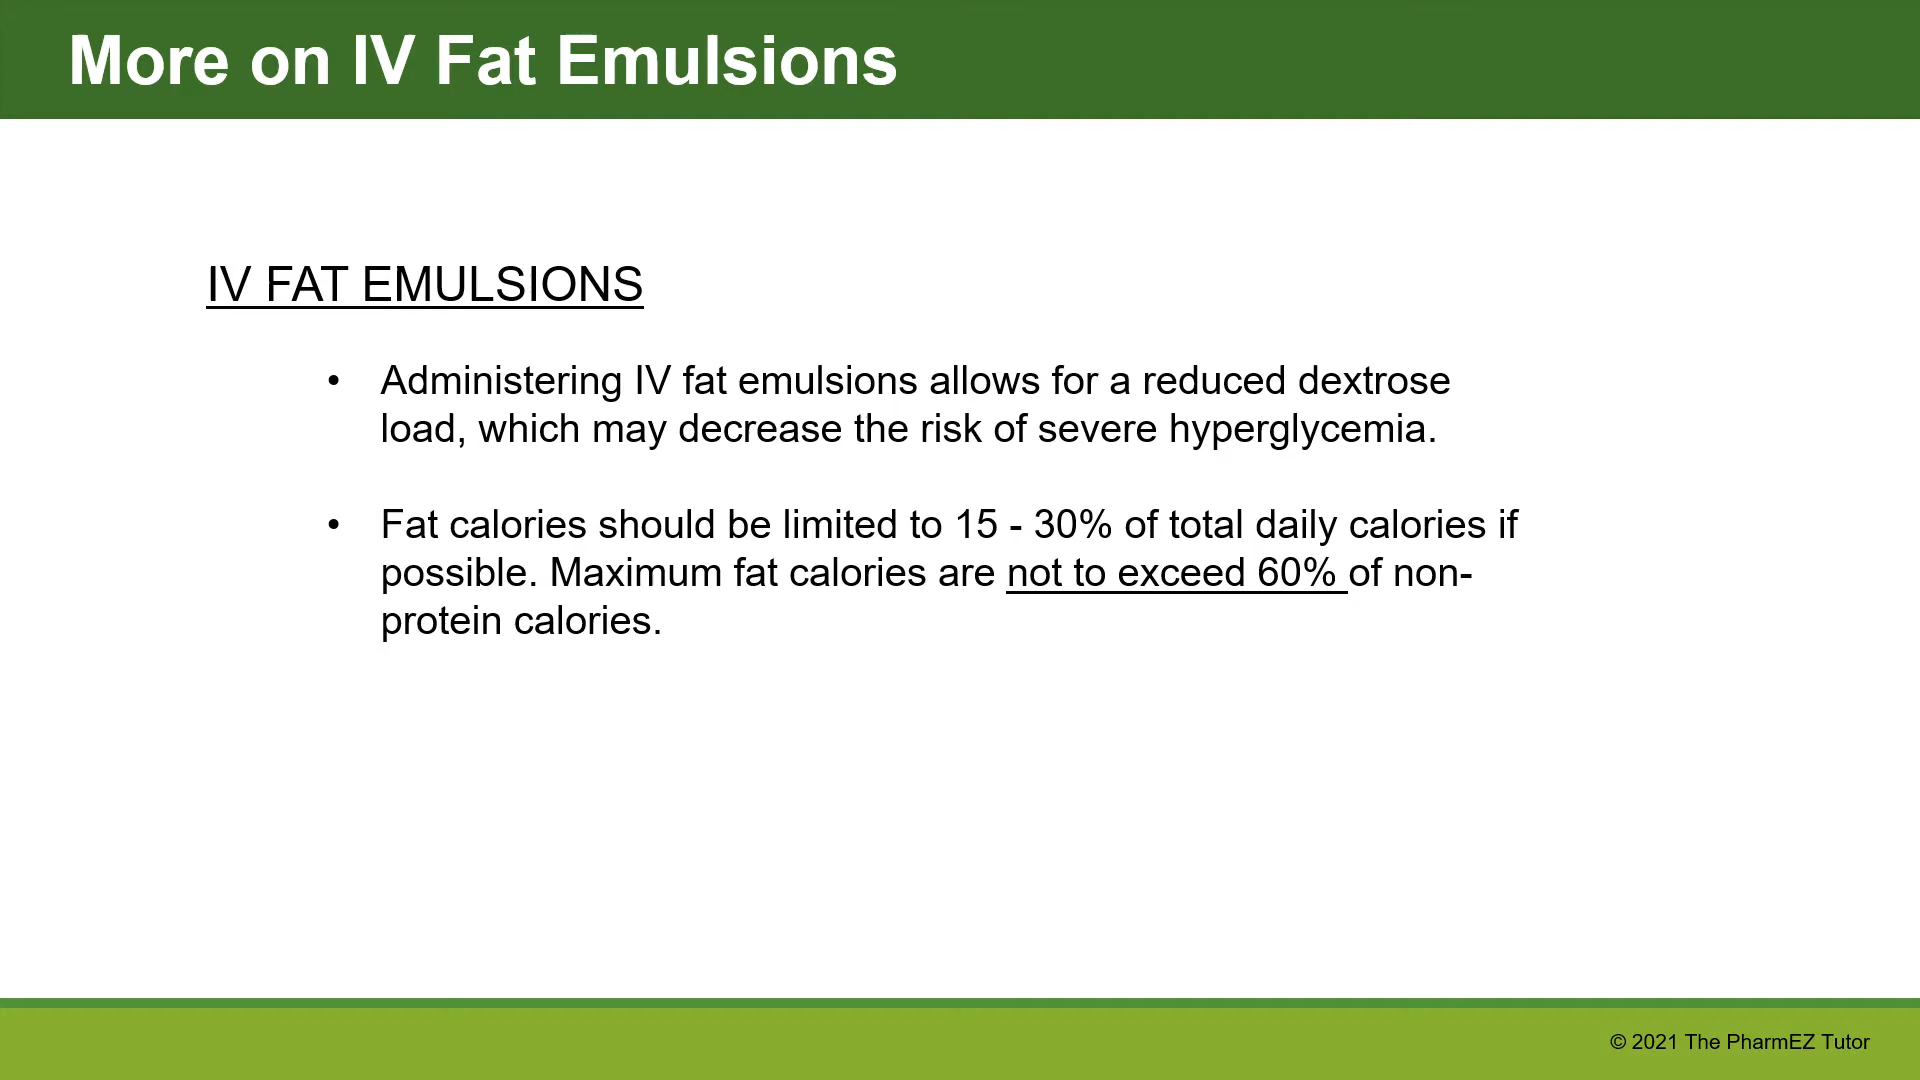 More on IV Fat Emulsions
IV FAT EMULSIONS
• Administering IV fat emulsions allows for a reduced dextrose
load, which may decrease the risk of severe hyperglycemia.
• Fat calories should be limited to 15 - 30% of total daily calories if
possible. Maximum fat calories are not to exceed 60% of non-
protein calories.
© 2021 The PharmEZ Tutor